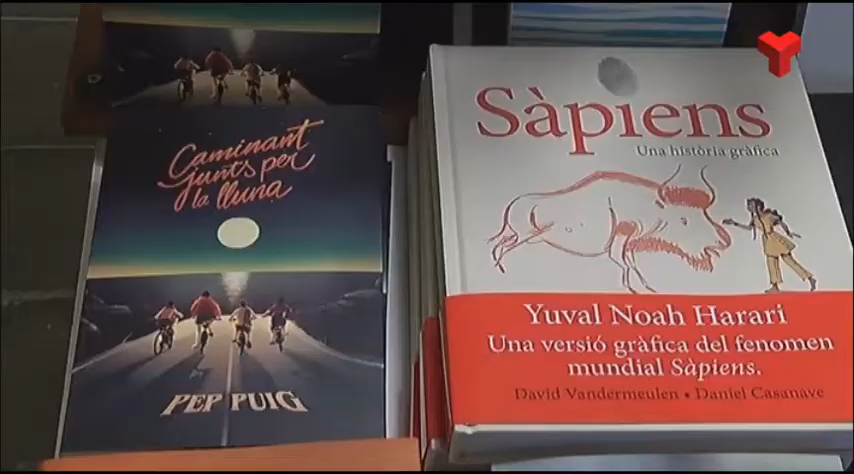 Caminant
junts per
la lluna
PEP PUIG
Sàpiens
Una història gràfica
Yuval Noah Harari
Una versió gràfica del fenomen
mundial Sàpiens.
David Vandermeulen • Daniel Casanave